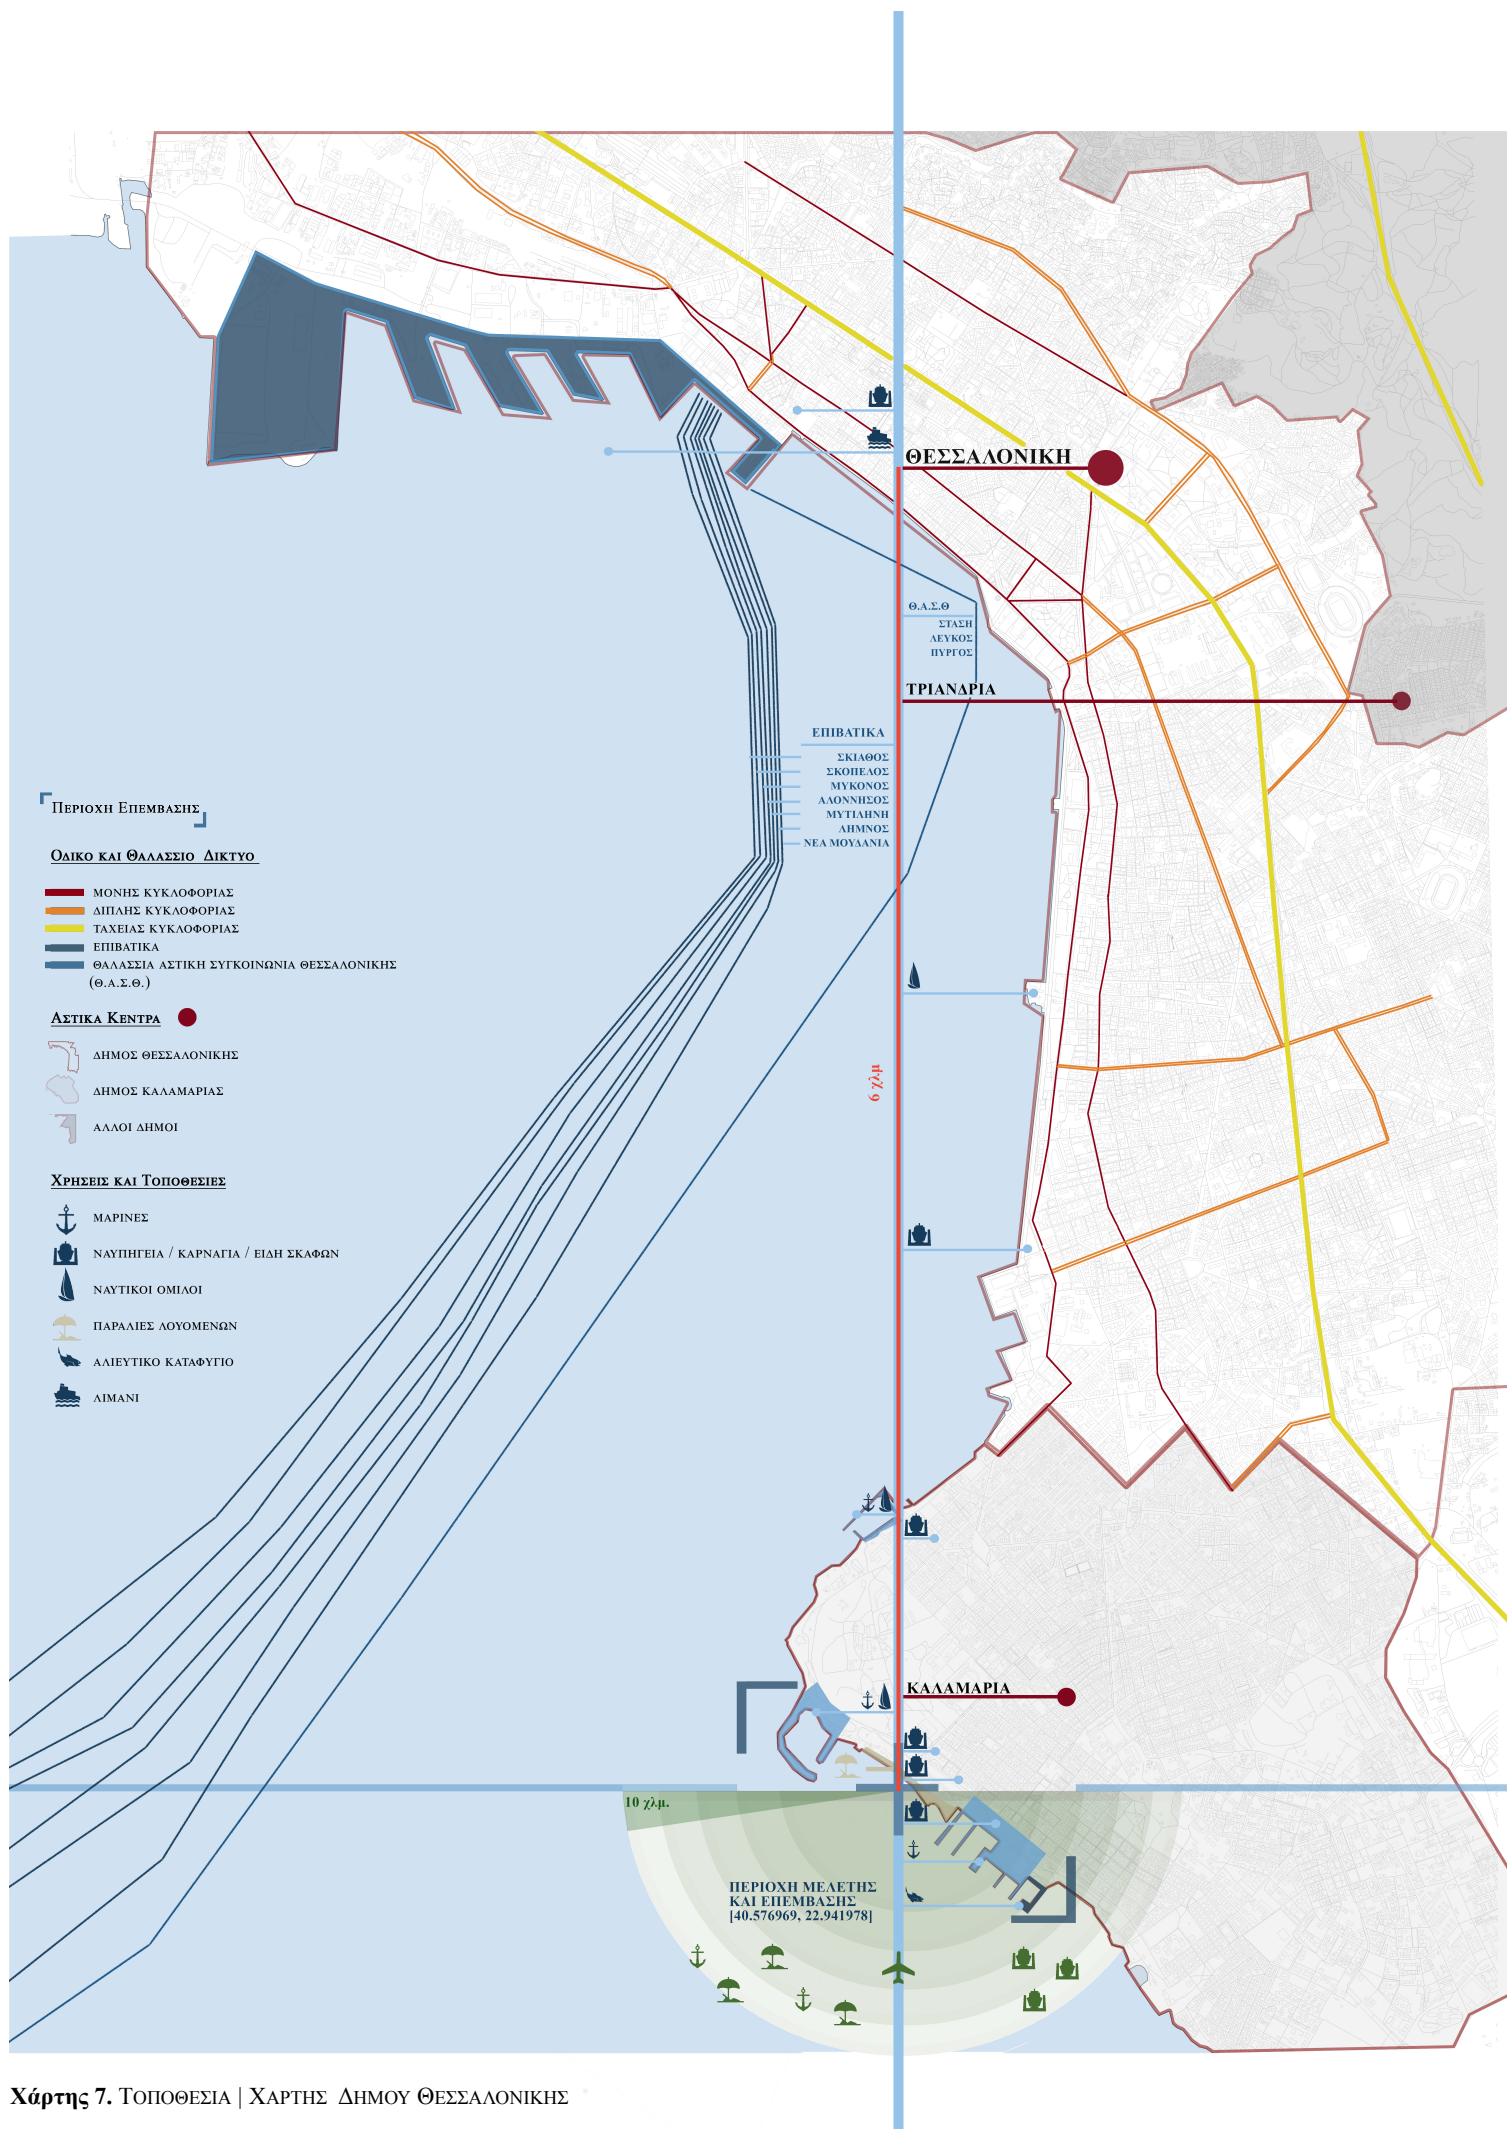 ΘΕΣΣΑΛΟΝΙΚΗ
Θ.Α.Σ.Θ
ΣΤΑΣΗ
ΛΕΥΚΟΣ
ΠΥΡΓΟΣ
ΤΡΙΑΝΔΡΙΑ
ΕΠΙΒΑΤΙΚΑ
ΣΚΙΑΘΟΣ
ΣΚΟΠΕΛΟΣ
ΜΥΚΟΝΟΣ
ΑΛΟΝΝΗΣΟΣ
ΜΥΤΙΛΗΝΗ
ΛΗΜΝΟΣ
ΝΕΑ ΜΟΥΔΑΝΙΑ
ΠΕΡΙΟΧΗ ΕΠΕΜΒΑΣΗΣ
ΟΔΙΚΟ ΚΑΙ ΘΑΛΑΣΣΙΟ ΔΙΚΤΥΟ
ΜΟΝΗΣ ΚΥΚΛΟΦΟΡΙΑΣ
ΔΙΠΛΗΣ ΚΥΚΛΟΦΟΡΙΑΣ
ΤΑΧΕΙΑΣ ΚΥΚΛΟΦΟΡΙΑΣ
ΕΠΙΒΑΤΙΚΑ
ΘΑΛΑΣΣΙΑ ΑΣΤΙΚΗ ΣΥΓΚΟΙΝΩΝΙΑ ΘΕΣΣΑΛΟΝΙΚΗΣ
(Θ.Α.Σ.Θ.)
ΑΣΤΙΚΑ ΚΕΝΤΡΑ
ΔΗΜΟΣ ΘΕΣΣΑΛΟΝΙΚΗΣ
ΔΗΜΟΣ ΚΑΛΑΜΑΡΙΑΣ
ΑΛΛΟΙ ΔΗΜΟΙ
ΧΡΗΣΕΙΣ ΚΑΙ ΤΟΠΟΘΕΣΙΕΣ
ΜΑΡΙΝΕΣ
ΝΑΥΠΗΓΕΙΑ / ΚΑΡΝΑΓΙΑ / ΕΙΔΗ ΣΚΑΦΩΝ
ΝΑΥΤΙΚΟΙ ΟΜΙΛΟΙ
ΠΑΡΑΛΙΕΣ ΛΟΥΟΜΕΝΩΝ
ΑΛΙΕΥΤΙΚΟ ΚΑΤΑΦΥΓΙΟ
ΛΙΜΑΝΙ
9 χλμ
ΚΑΛΑΜΑΡΙΑ
10 χλμ.
ΠΕΡΙΟΧΗ ΜΕΛΕΤΗΣ
ΚΑΙ ΕΠΕΜΒΑΣΗΣ
[40.576969, 22.941978]
Χάρτης 7. ΤΟΠΟΘΕΣΙΑ | ΧΑΡΤΗΣ ΔΗΜΟΥ ΘΕΣΣΑΛΟΝΙΚΗΣ